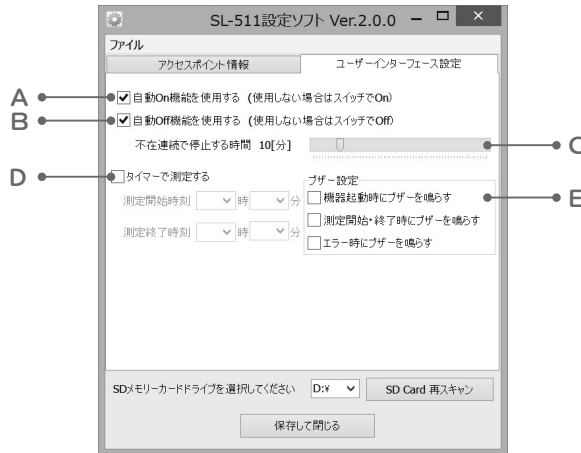 SL-511設定ソフト Ver.2.0.0
ファイル
アクセスポイント情報 ユーザーインターフェース設定
A 自動On機能を使用する (使用しない場合はスイッチでOn)
B 自動Off機能を使用する (使用しない場合はスイッチでOff)
不在連続で停止する時間 10[分] C
D タイマーで測定する
測定開始時刻 時 分
測定終了時刻 時 分
ブザー設定
機器起動時にブザーを鳴らす E
測定開始・終了時にブザーを鳴らす
エラー時にブザーを鳴らす
SDメモリーカードドライブを選択してください D:¥ SD Card 再スキャン
保存して閉じる